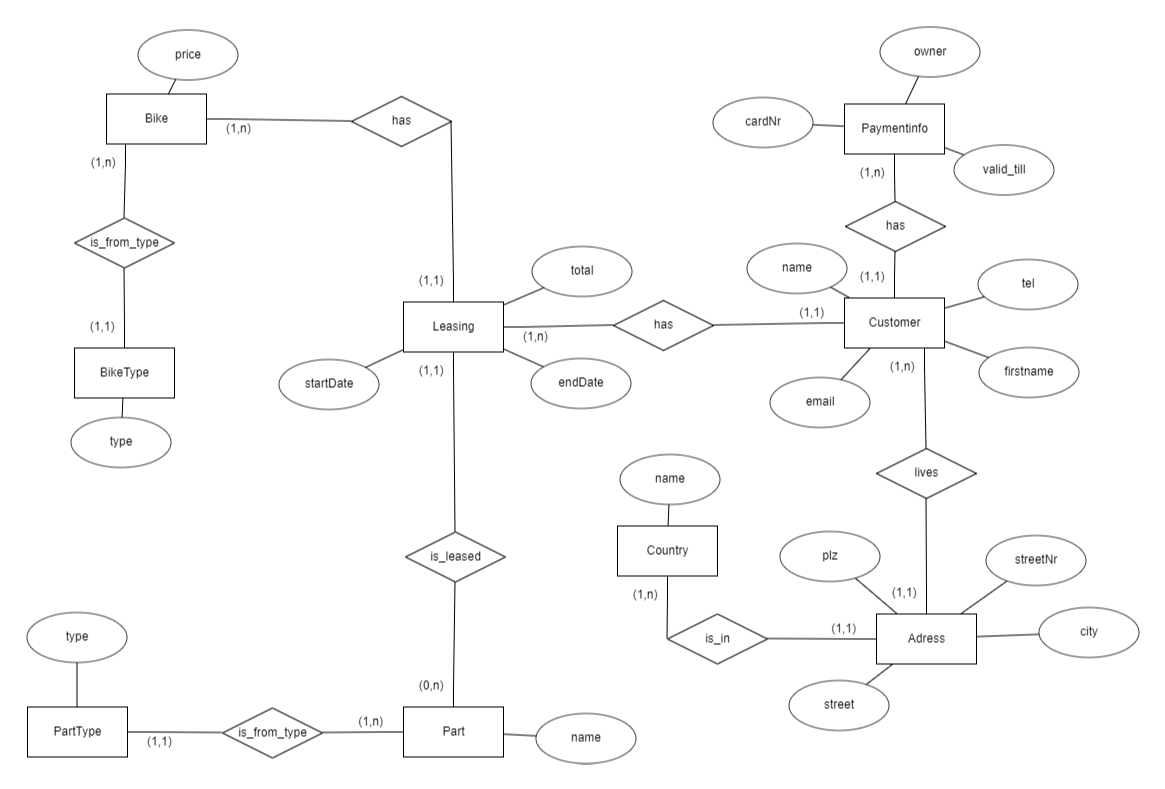 price
owner
Bike
(1,n)
has
cardNr
Paymentinfo
(1,n)
(1,n)
valid_till
is_from_type
has
name
(1,1)
tel
total
(1,1)
(1,1)
Leasing
(1,n)
has
(1,1)
Customer
BikeType
(1,1)
(1,n)
firstname
startDate
endDate
email
type
lives
name
Country
is_leased
plz
streetNr
(1,n)
(1,1)
type
is_in
(1,1)
Adress
city
(0,n)
street
PartType
(1,1)
is_from_type
(1,n)
Part
name